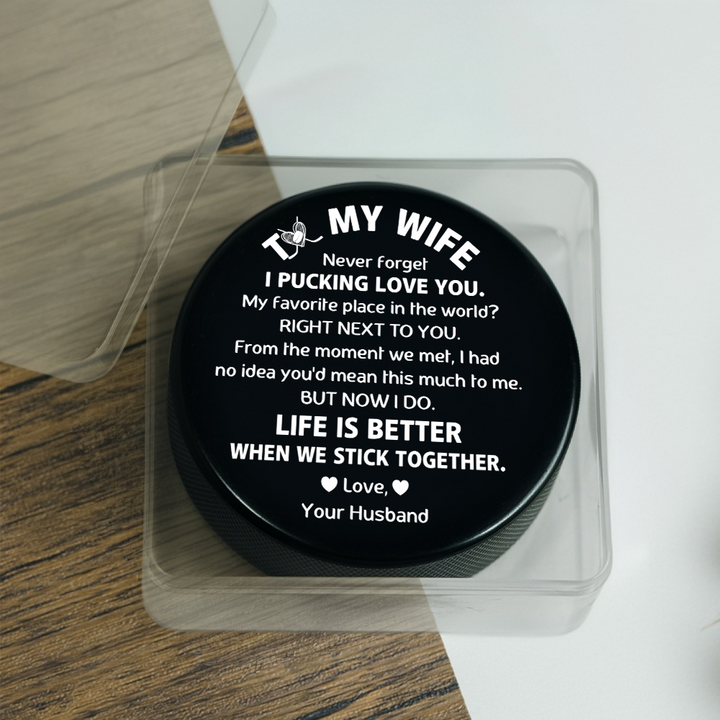 TO MY WIFE
Never forget
I PUCKING LOVE YOU.
My favorite place in the world?
RIGHT NEXT TO YOU.
From the moment we met, I had
no idea you'd mean this much to me.
BUT NOW I DO.
LIFE IS BETTER
WHEN WE STICK TOGETHER.
Love,
Your Husband